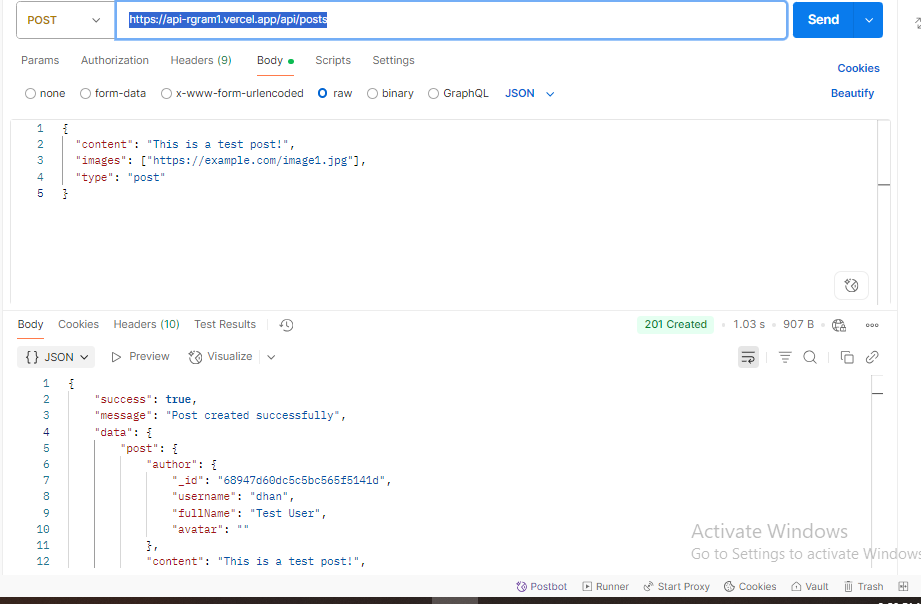 POST
https://api-rgram1.vercel.app/api/posts
Send
Params Authorization Headers (9) Body Scripts Settings
Cookies
none form-data x-www-form-urlencoded raw binary GraphQL JSON
Beautify
1 {
2 "content": "This is a test post!",
3 "images": ["https://example.com/image1.jpg"],
4 "type": "post"
5 }
Body Cookies Headers (10) Test Results
201 Created 1.03 s 907 B
{} JSON Preview Visualize
1 {
2 "success": true,
3 "message": "Post created successfully",
4 "data": {
5 "post": {
6 "author": {
7 "_id": "68947d60dc5c5bc565f5141d",
8 "username": "dhan",
9 "fullName": "Test User",
10 "avatar": ""
11 },
12 "content": "This is a test post!",
Activate Windows
Go to Settings to activate Windows
Postbot Runner Start Proxy Cookies Vault Trash